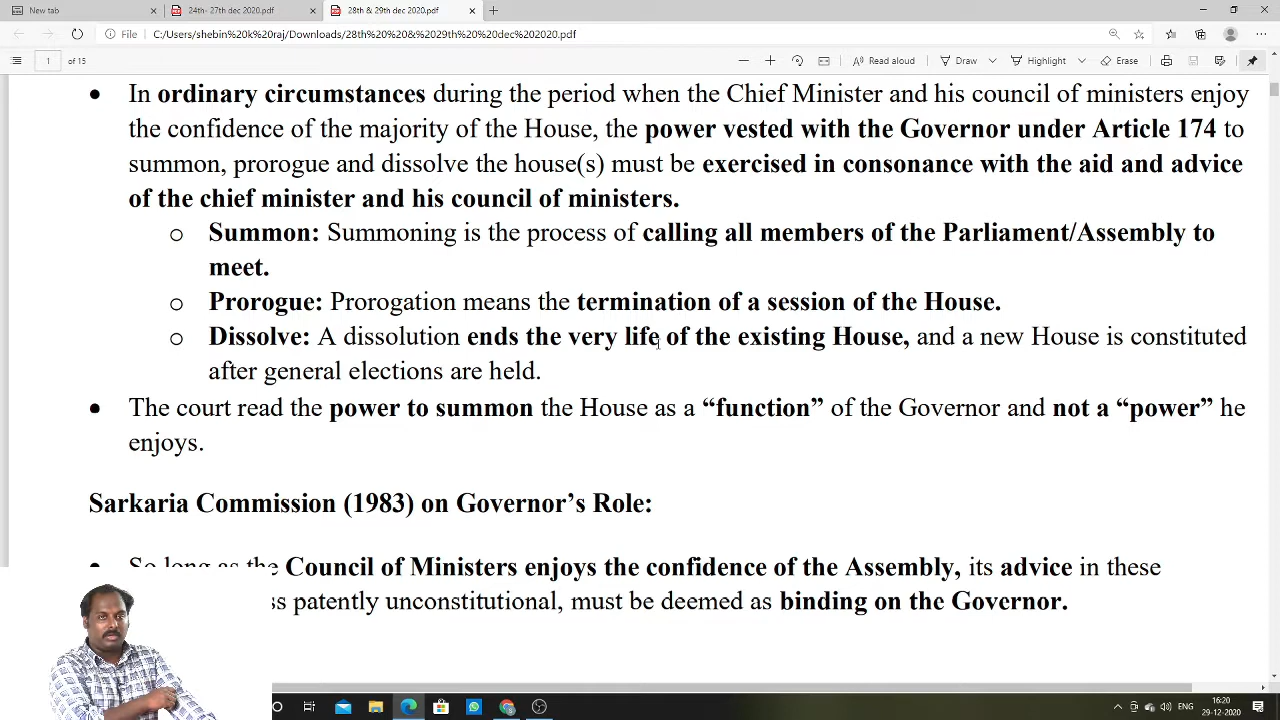 New tab
24th- 27th dec 2020.pdf
28th & 29th dec 2020.pdf
File C:/Users/shebin%20k%20raj/Downloads/28th%20%20&%2029th%20%20dec%202020.pdf
1 of 15 Read aloud Draw Highlight Erase
• In ordinary circumstances during the period when the Chief Minister and his council of ministers enjoy
the confidence of the majority of the House, the power vested with the Governor under Article 174 to
summon, prorogue and dissolve the house(s) must be exercised in consonance with the aid and advice
of the chief minister and his council of ministers.
o Summon: Summoning is the process of calling all members of the Parliament/Assembly to
meet.
o Prorogue: Prorogation means the termination of a session of the House.
o Dissolve: A dissolution ends the very life of the existing House, and a new House is constituted
after general elections are held.
• The court read the power to summon the House as a “function” of the Governor and not a “power” he
enjoys.
Sarkaria Commission (1983) on Governor’s Role:
• So long as the Council of Ministers enjoys the confidence of the Assembly, its advice in these
patently unconstitutional, must be deemed as binding on the Governor.
ENG 16:20
29-12-2020